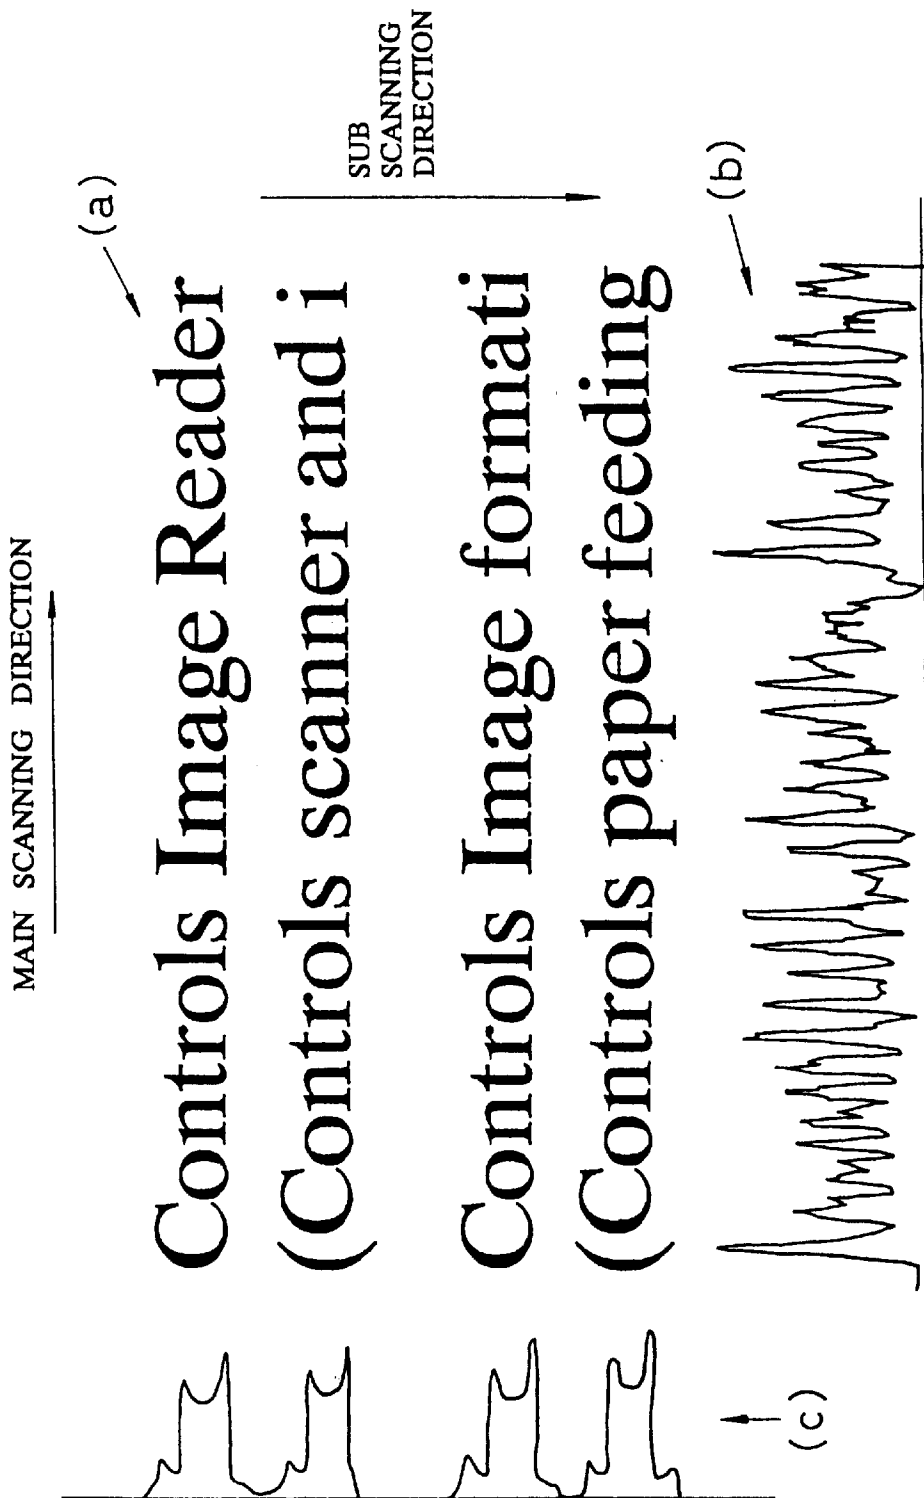 MAIN SCANNING DIRECTION
(a)
Controls Image Reader
(Controls scanner and i
Controls Image formati
(Controls paper feeding
SUB
SCANNING
DIRECTION
(b)
(c)